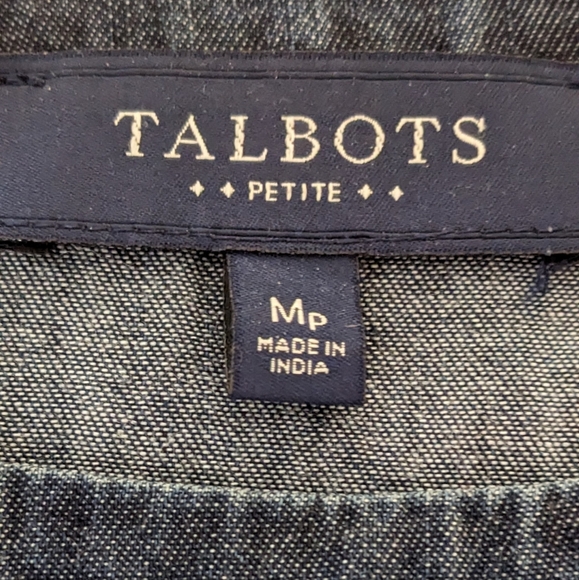 TALBOTS
✦ ✦ PETITE ✦ ✦
MP
MADE IN
INDIA